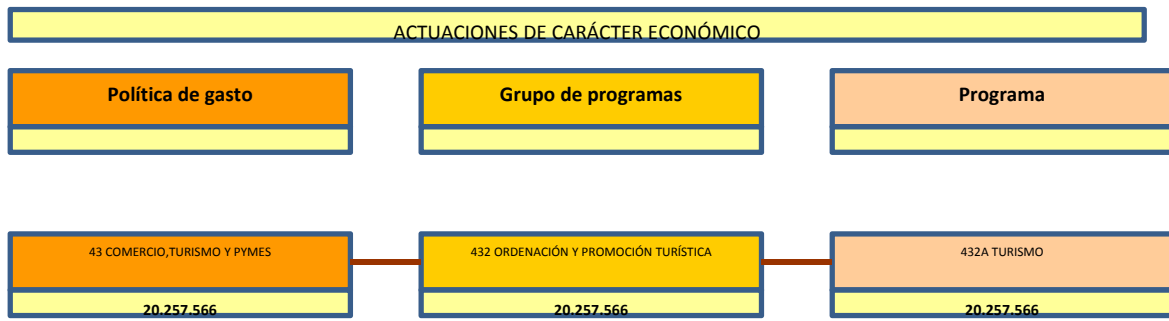 ACTUACIONES DE CARÁCTER ECONÓMICO
Política de gasto
Grupo de programas
Programa
43 COMERCIO,TURISMO Y PYMES
432 ORDENACIÓN Y PROMOCIÓN TURÍSTICA
432A TURISMO
20.257.566
20.257.566
20.257.566